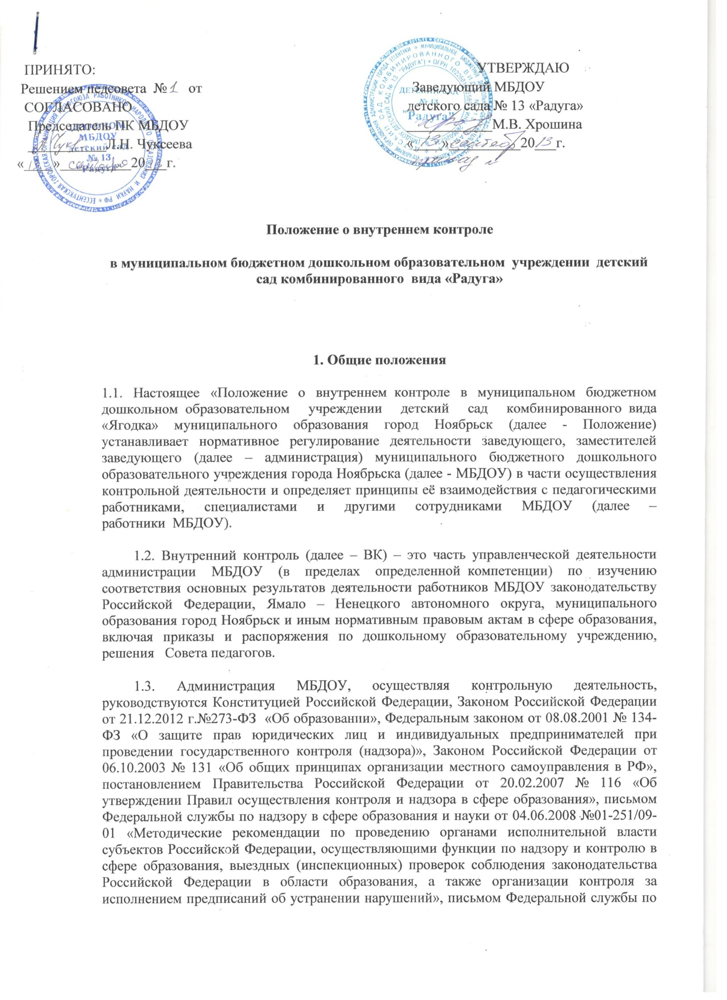 ПРИНЯТО:
Решением педсовета № 1 от
СОГЛАСОВАНО
Председатель ПК МБДОУ
Л.Н. Чуксеева
«13» сентября 2013 г.
ПРОФКОМ
МБДОУ
детский сад
№ 13
"Радуга"
УТВЕРЖДАЮ
Заведующий МБДОУ
детского сада № 13 «Радуга»
М.В. Хрошина
«13» 2013 г.
ДЕТСКИЙ САД
№ 13
"Радуга"
Положение о внутреннем контроле
в муниципальном бюджетном дошкольном образовательном учреждении детский
сад комбинированного вида «Радуга»
1. Общие положения
1.1. Настоящее «Положение о внутреннем контроле в муниципальном бюджетном
дошкольном образовательном учреждении детский сад комбинированного вида
«Ягодка» муниципального образования город Ноябрьск (далее - Положение)
устанавливает нормативное регулирование деятельности заведующего, заместителей
заведующего (далее – администрация) муниципального бюджетного дошкольного
образовательного учреждения города Ноябрьска (далее - МБДОУ) в части осуществления
контрольной деятельности и определяет принципы её взаимодействия с педагогическими
работниками, специалистами и другими сотрудниками МБДОУ (далее –
работники МБДОУ).
1.2. Внутренний контроль (далее – ВК) – это часть управленческой деятельности
администрации МБДОУ (в пределах определенной компетенции) по изучению
соответствия основных результатов деятельности работников МБДОУ законодательству
Российской Федерации, Ямало – Ненецкого автономного округа, муниципального
образования город Ноябрьск и иным нормативным правовым актам в сфере образования,
включая приказы и распоряжения по дошкольному образовательному учреждению,
решения Совета педагогов.
1.3. Администрация МБДОУ, осуществляя контрольную деятельность,
руководствуются Конституцией Российской Федерации, Законом Российской Федерации
от 21.12.2012 г.№273-ФЗ «Об образовании», Федеральным законом от 08.08.2001 № 134-
ФЗ «О защите прав юридических лиц и индивидуальных предпринимателей при
проведении государственного контроля (надзора)», Законом Российской Федерации от
06.10.2003 № 131 «Об общих принципах организации местного самоуправления в РФ»,
постановлением Правительства Российской Федерации от 20.02.2007 № 116 «Об
утверждении Правил осуществления контроля и надзора в сфере образования», письмом
Федеральной службы по надзору в сфере образования и науки от 04.06.2008 №01-251/09-
01 «Методические рекомендации по проведению органами исполнительной власти
субъектов Российской Федерации, осуществляющими функции по надзору и контролю в
сфере образования, выездных (инспекционных) проверок соблюдения законодательства
Российской Федерации в области образования, а также организации контроля за
исполнением предписаний об устранении нарушений», письмом Федеральной службы по